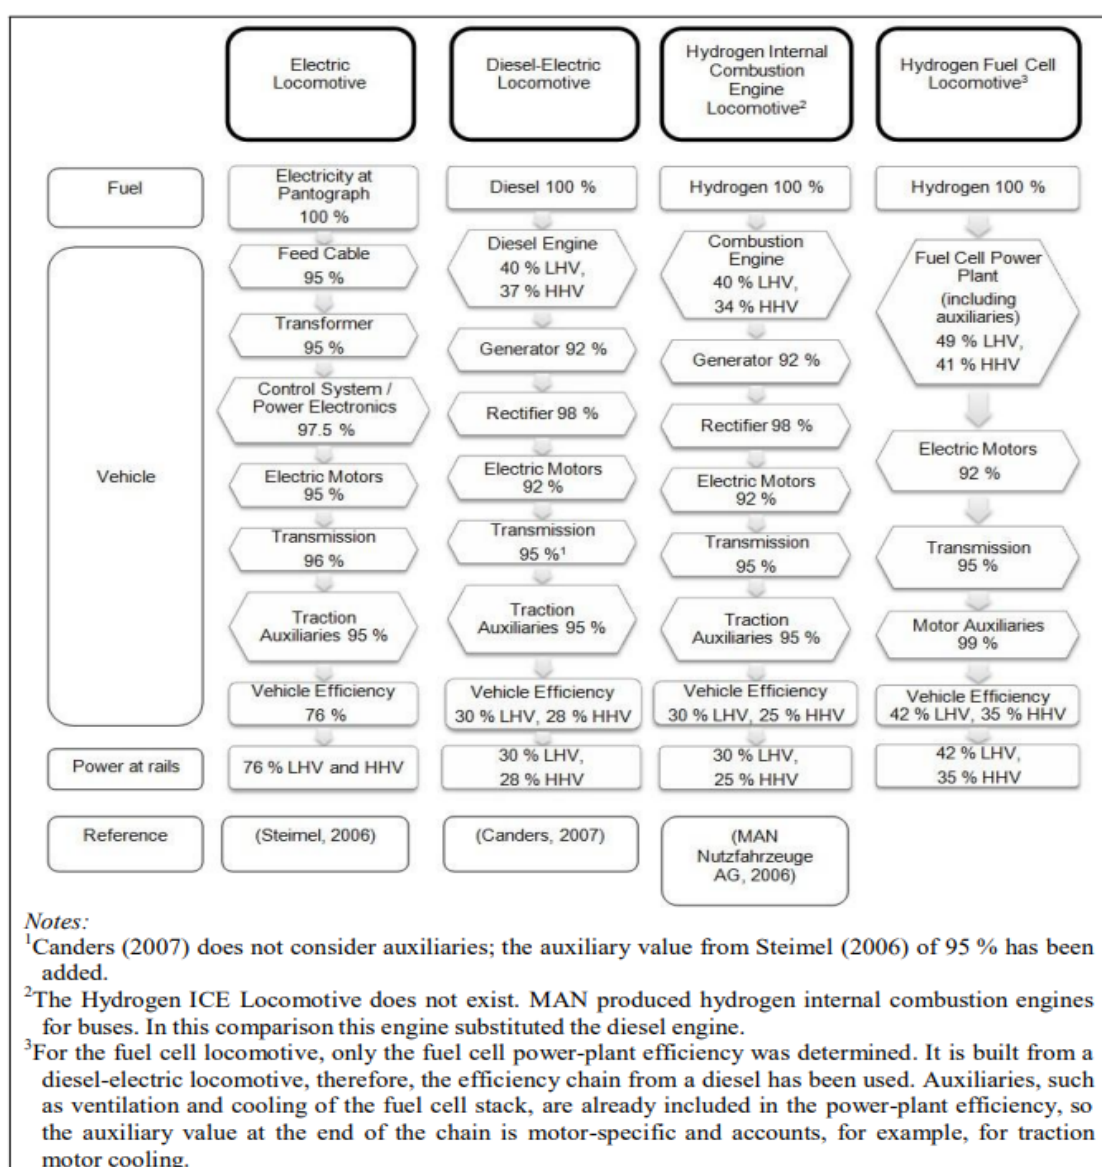 Electric
Locomotive
Diesel-Electric
Locomotive
Hydrogen Internal
Combustion
Engine
Locomotive²
Hydrogen Fuel Cell
Locomotive³
Fuel
Electricity at
Pantograph
100 %
Diesel 100 %
Hydrogen 100 %
Hydrogen 100 %
Vehicle
Feed Cable
95 %
Transformer
95 %
Control System /
Power Electronics
97.5 %
Electric Motors
95 %
Transmission
96 %
Traction
Auxiliaries 95 %
Vehicle Efficiency
76 %
Diesel Engine
40 % LHV,
37 % HHV
Generator 92 %
Rectifier 98 %
Electric Motors
92 %
Transmission
95 %¹
Traction
Auxiliaries 95 %
Vehicle Efficiency
30 % LHV, 28 % HHV
Combustion
Engine
40 % LHV,
34 % HHV
Generator 92 %
Rectifier 98 %
Electric Motors
92 %
Transmission
95 %
Traction
Auxiliaries 95 %
Vehicle Efficiency
30 % LHV, 25 % HHV
Fuel Cell Power
Plant
(including
auxiliaries)
49 % LHV,
41 % HHV
Electric Motors
92 %
Transmission
95 %
Motor Auxiliaries
99 %
Vehicle Efficiency
42 % LHV, 35 % HHV
Power at rails
76 % LHV and HHV
30 % LHV,
28 % HHV
30 % LHV,
25 % HHV
42 % LHV,
35 % HHV
Reference
(Steimel, 2006)
(Canders, 2007)
(MAN
Nutzfahrzeuge
AG, 2006)
Notes:
¹Canders (2007) does not consider auxiliaries; the auxiliary value from Steimel (2006) of 95 % has been
added.
²The Hydrogen ICE Locomotive does not exist. MAN produced hydrogen internal combustion engines
for buses. In this comparison this engine substituted the diesel engine.
³For the fuel cell locomotive, only the fuel cell power-plant efficiency was determined. It is built from a
diesel-electric locomotive, therefore, the efficiency chain from a diesel has been used. Auxiliaries, such
as ventilation and cooling of the fuel cell stack, are already included in the power-plant efficiency, so
the auxiliary value at the end of the chain is motor-specific and accounts, for example, for traction
motor cooling.